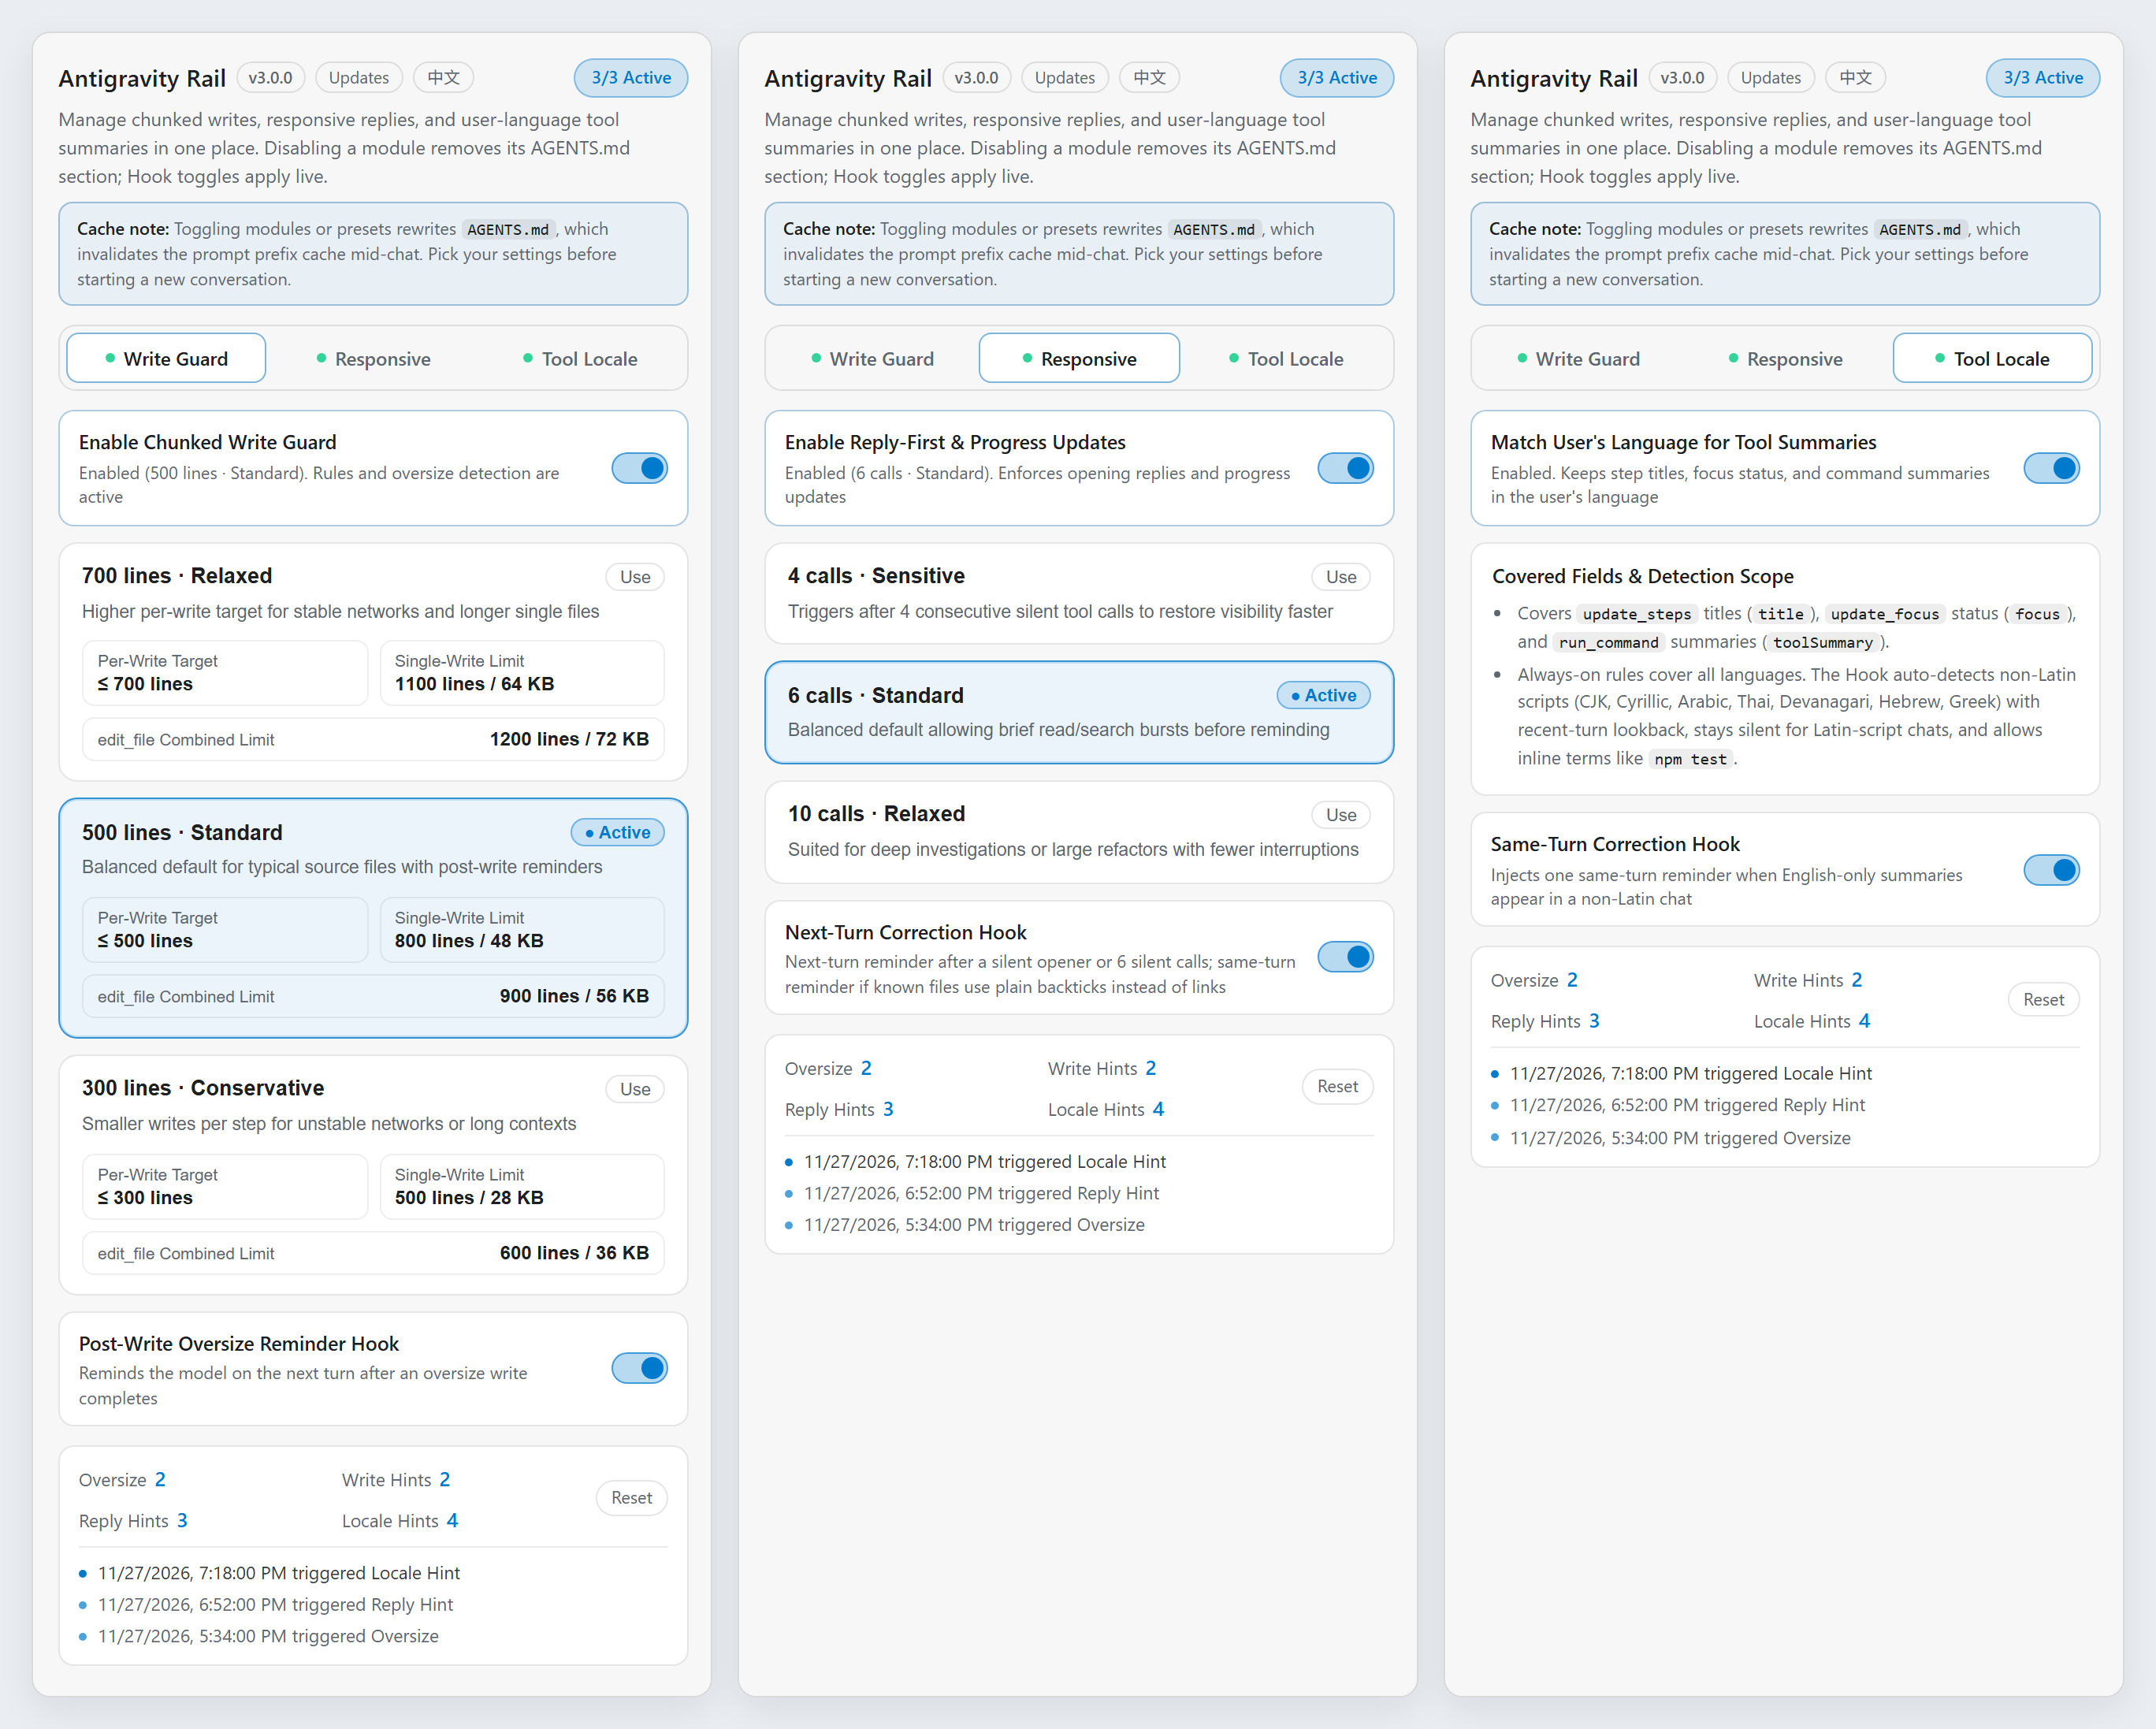 Antigravity Rail v3.0.0 Updates 中文 3/3 Active
Manage chunked writes, responsive replies, and user-language tool
summaries in one place. Disabling a module removes its AGENTS.md
section; Hook toggles apply live.
Cache note: Toggling modules or presets rewrites AGENTS.md, which
invalidates the prompt prefix cache mid-chat. Pick your settings before
starting a new conversation.
Write Guard Responsive Tool Locale
Enable Chunked Write Guard
Enabled (500 lines · Standard). Rules and oversize detection are
active
700 lines · Relaxed Use
Higher per-write target for stable networks and longer single files
Per-Write Target Single-Write Limit
≤ 700 lines 1100 lines / 64 KB
edit_file Combined Limit 1200 lines / 72 KB
500 lines · Standard ● Active
Balanced default for typical source files with post-write reminders
Per-Write Target Single-Write Limit
≤ 500 lines 800 lines / 48 KB
edit_file Combined Limit 900 lines / 56 KB
300 lines · Conservative Use
Smaller writes per step for unstable networks or long contexts
Per-Write Target Single-Write Limit
≤ 300 lines 500 lines / 28 KB
edit_file Combined Limit 600 lines / 36 KB
Post-Write Oversize Reminder Hook
Reminds the model on the next turn after an oversize write
completes
Oversize 2 Write Hints 2
Reset
Reply Hints 3 Locale Hints 4
11/27/2026, 7:18:00 PM triggered Locale Hint
11/27/2026, 6:52:00 PM triggered Reply Hint
11/27/2026, 5:34:00 PM triggered Oversize
Antigravity Rail v3.0.0 Updates 中文 3/3 Active
Manage chunked writes, responsive replies, and user-language tool
summaries in one place. Disabling a module removes its AGENTS.md
section; Hook toggles apply live.
Cache note: Toggling modules or presets rewrites AGENTS.md, which
invalidates the prompt prefix cache mid-chat. Pick your settings before
starting a new conversation.
Write Guard Responsive Tool Locale
Enable Reply-First & Progress Updates
Enabled (6 calls · Standard). Enforces opening replies and progress
updates
4 calls · Sensitive Use
Triggers after 4 consecutive silent tool calls to restore visibility faster
6 calls · Standard ● Active
Balanced default allowing brief read/search bursts before reminding
10 calls · Relaxed Use
Suited for deep investigations or large refactors with fewer interruptions
Next-Turn Correction Hook
Next-turn reminder after a silent opener or 6 silent calls; same-turn
reminder if known files use plain backticks instead of links
Oversize 2 Write Hints 2
Reset
Reply Hints 3 Locale Hints 4
11/27/2026, 7:18:00 PM triggered Locale Hint
11/27/2026, 6:52:00 PM triggered Reply Hint
11/27/2026, 5:34:00 PM triggered Oversize
Antigravity Rail v3.0.0 Updates 中文 3/3 Active
Manage chunked writes, responsive replies, and user-language tool
summaries in one place. Disabling a module removes its AGENTS.md
section; Hook toggles apply live.
Cache note: Toggling modules or presets rewrites AGENTS.md, which
invalidates the prompt prefix cache mid-chat. Pick your settings before
starting a new conversation.
Write Guard Responsive Tool Locale
Match User's Language for Tool Summaries
Enabled. Keeps step titles, focus status, and command summaries
in the user's language
Covered Fields & Detection Scope
• Covers update_steps titles (title), update_focus status (focus),
and run_command summaries (toolSummary).
• Always-on rules cover all languages. The Hook auto-detects non-Latin
scripts (CJK, Cyrillic, Arabic, Thai, Devanagari, Hebrew, Greek) with
recent-turn lookback, stays silent for Latin-script chats, and allows
inline terms like npm test.
Same-Turn Correction Hook
Injects one same-turn reminder when English-only summaries
appear in a non-Latin chat
Oversize 2 Write Hints 2
Reset
Reply Hints 3 Locale Hints 4
11/27/2026, 7:18:00 PM triggered Locale Hint
11/27/2026, 6:52:00 PM triggered Reply Hint
11/27/2026, 5:34:00 PM triggered Oversize